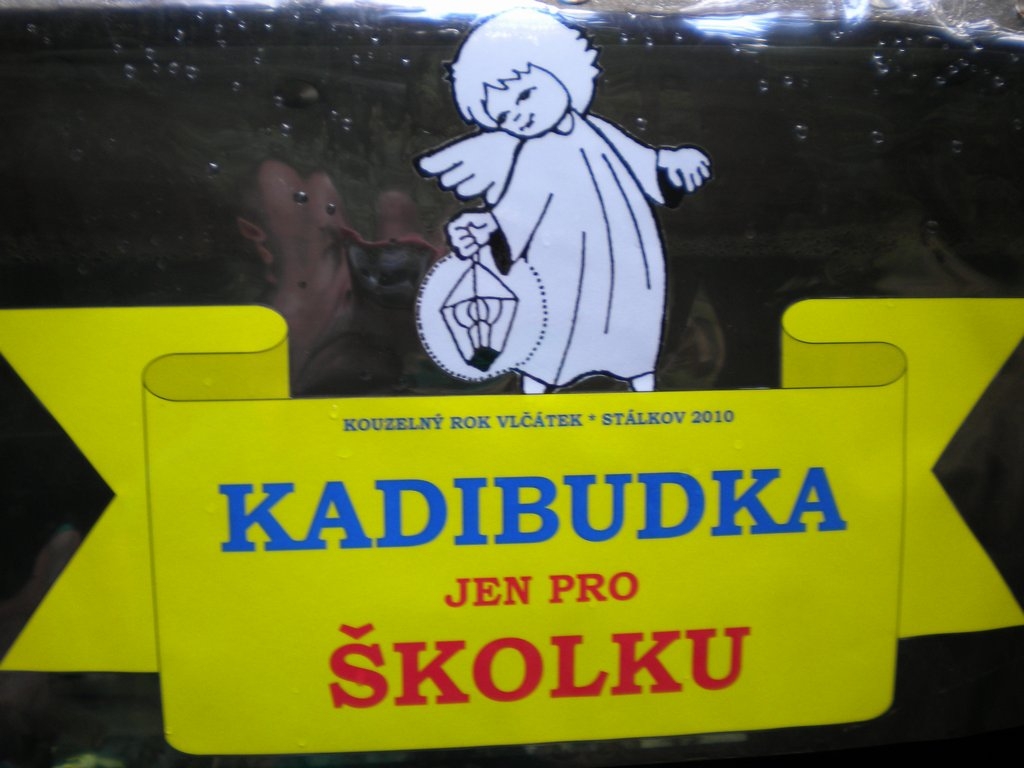 KOUZELNÝ ROK VLČÁTEK * STÁLKOV 2010
KADIBUDKA
JEN PRO
ŠKOLKU